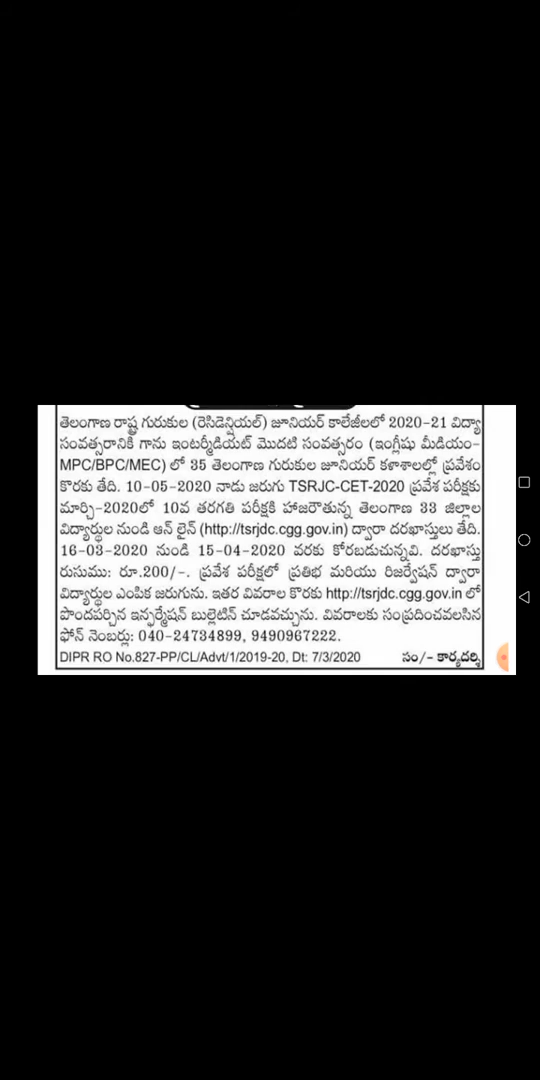 తెలంగాణ రాష్ట్ర గురుకుల (రెసిడెన్షియల్) జూనియర్ కాలేజీలలో 2020-21 విద్యా
సంవత్సరానికి గాను ఇంటర్మీడియట్ మొదటి సంవత్సరం (ఇంగ్లీషు మీడియం-
MPC/BPC/MEC) లో 35 తెలంగాణ గురుకుల జూనియర్ కళాశాలల్లో ప్రవేశం
కొరకు తేది. 10-05-2020 నాడు జరుగు TSRJC-CET-2020 ప్రవేశ పరీక్షకు
మార్చి-2020లో 10వ తరగతి పరీక్షకి హాజరౌతున్న తెలంగాణ 33 జిల్లాల
విద్యార్థుల నుండి ఆన్ లైన్ (http://tsrjdc.cgg.gov.in) ద్వారా దరఖాస్తులు తేది.
16-03-2020 నుండి 15-04-2020 వరకు కోరబడుచున్నవి. దరఖాస్తు
రుసుము: రూ.200/-. ప్రవేశ పరీక్షలో ప్రతిభ మరియు రిజర్వేషన్ ద్వారా
విద్యార్థుల ఎంపిక జరుగును. ఇతర వివరాల కొరకు http://tsrjdc.cgg.gov.in లో
పొందపర్చిన ఇన్ఫర్మేషన్ బుల్లెటిన్ చూడవచ్చును. వివరాలకు సంప్రదించవలసిన
ఫోన్ నెంబర్లు: 040-24734899, 9490967222.
DIPR RO No.827-PP/CL/Advt/1/2019-20, Dt: 7/3/2020 సం/- కార్యదర్శి